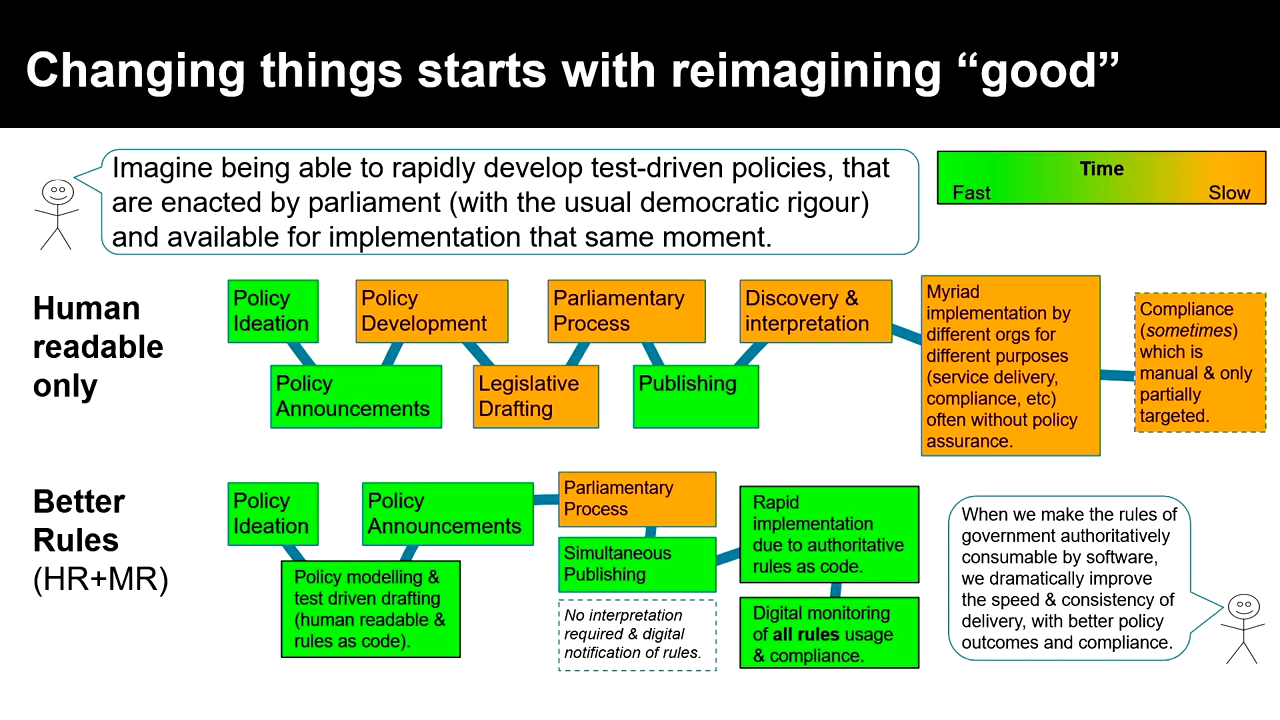 Changing things starts with reimagining “good”
Imagine being able to rapidly develop test-driven policies, that
are enacted by parliament (with the usual democratic rigour)
and available for implementation that same moment.
Time
Fast
Slow
Human
readable
only
Policy
Ideation
Policy
Announcements
Policy
Development
Legislative
Drafting
Parliamentary
Process
Publishing
Discovery &
interpretation
Myriad
implementation by
different orgs for
different purposes
(service delivery,
compliance, etc)
often without policy
assurance.
Compliance
(sometimes)
which is
manual & only
partially
targeted.
Better
Rules
(HR+MR)
Policy
Ideation
Policy modelling &
test driven drafting
(human readable &
rules as code).
Policy
Announcements
Parliamentary
Process
Simultaneous
Publishing
No interpretation
required & digital
notification of rules.
Rapid
implementation
due to authoritative
rules as code.
Digital monitoring
of all rules usage
& compliance.
When we make the rules of
government authoritatively
consumable by software,
we dramatically improve
the speed & consistency of
delivery, with better policy
outcomes and compliance.